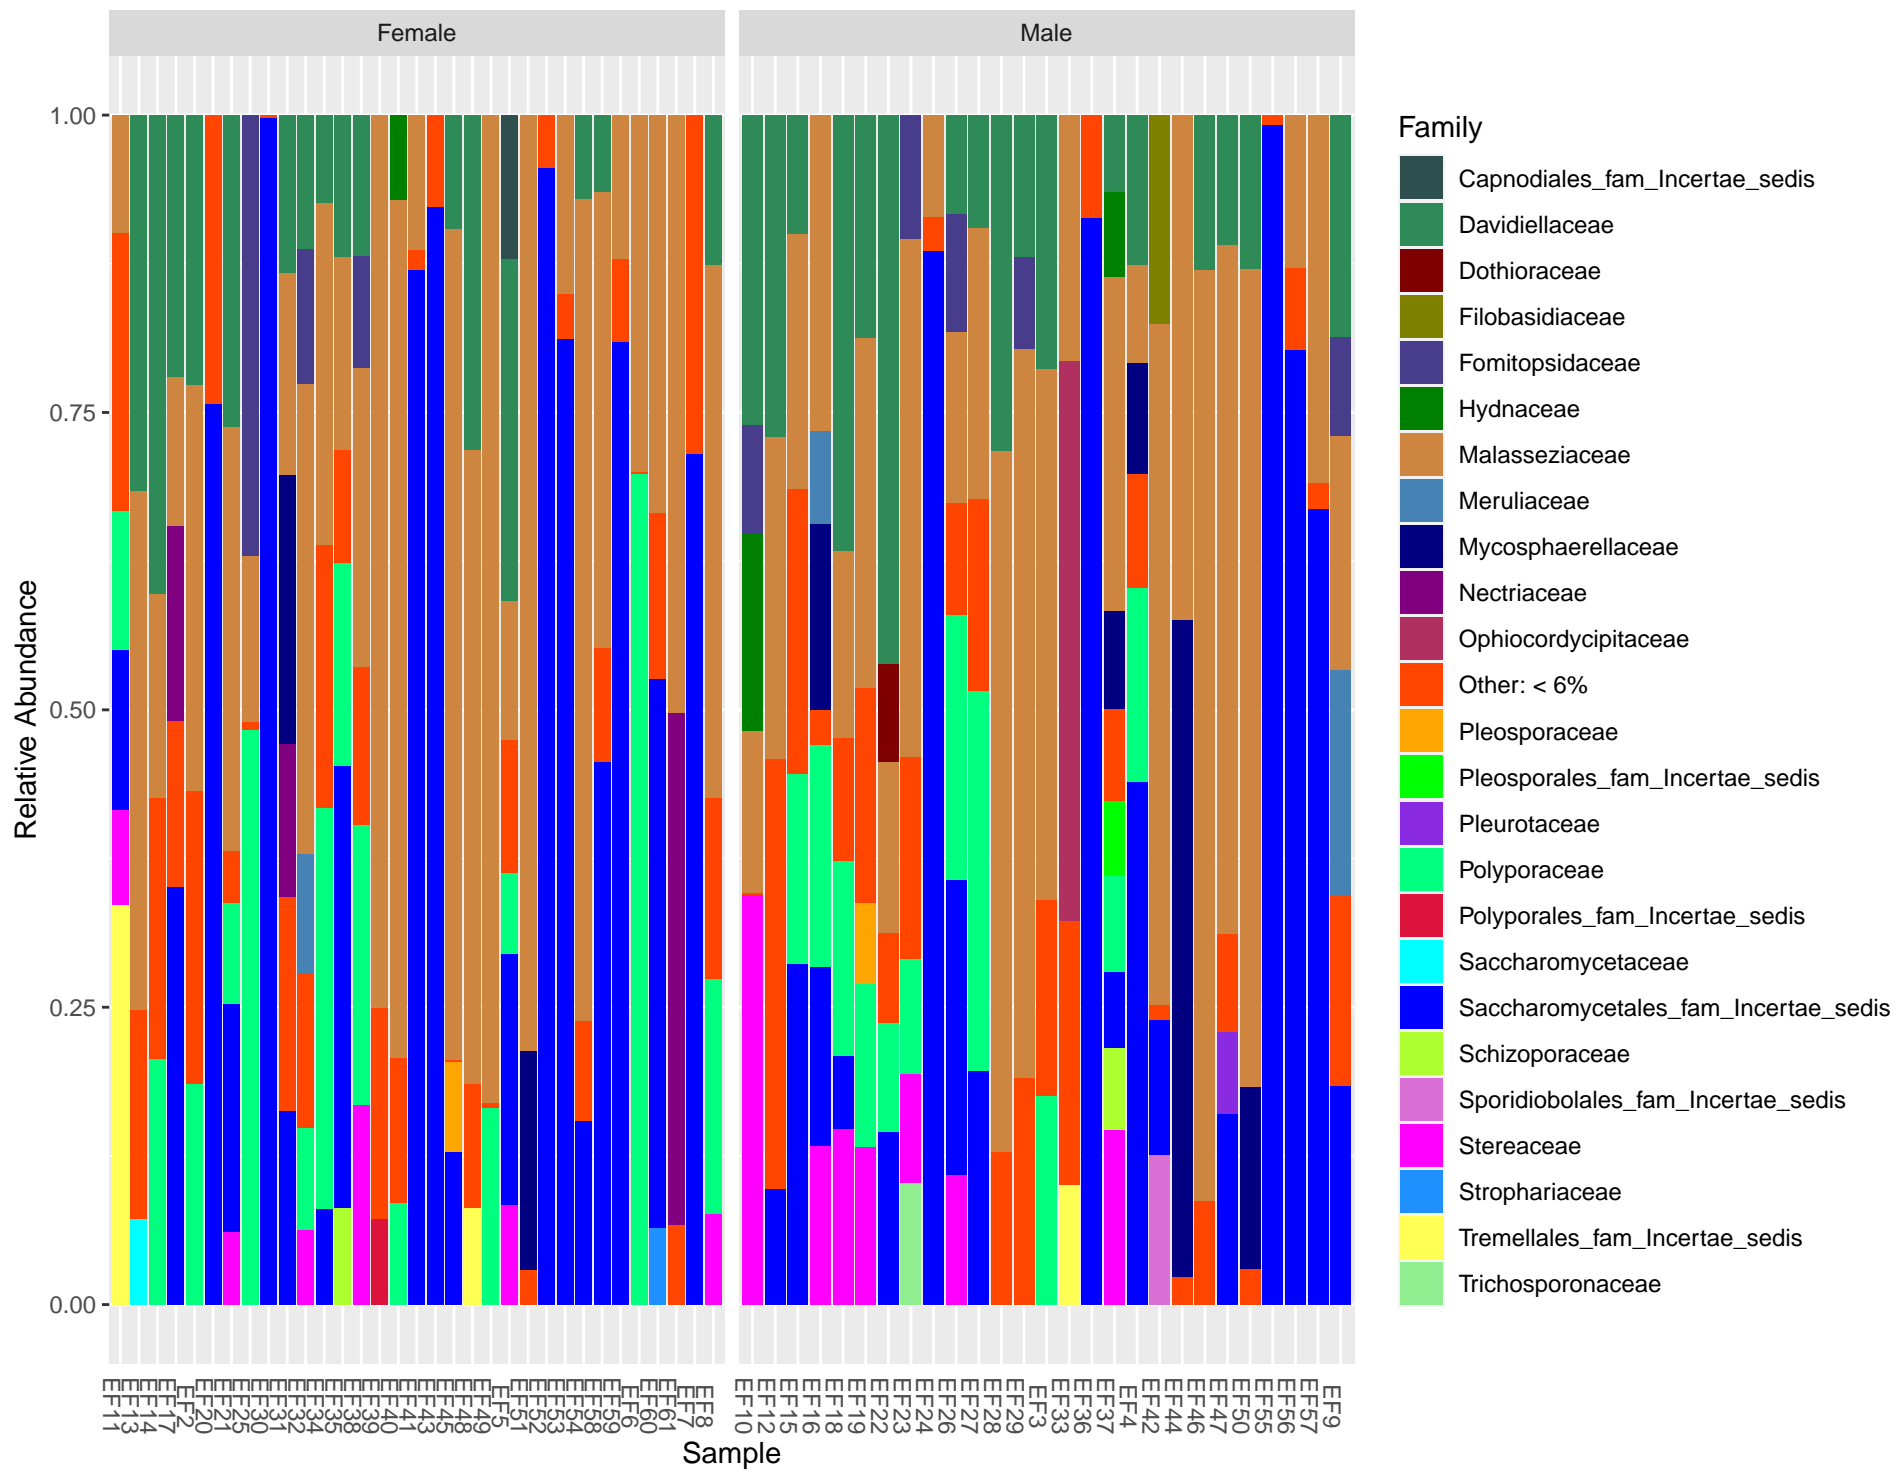 Female
Male
1.00
0.75
0.50
0.25
0.00
Relative Abundance
EF11
EF13
EF14
EF17
EF2
EF20
EF21
EF25
EF30
EF31
EF32
EF34
EF35
EF38
EF39
EF40
EF41
EF43
EF45
EF48
EF49
EF5
EF51
EF52
EF53
EF54
EF58
EF59
EF6
EF60
EF61
EF7
EF8
EF10
EF12
EF15
EF16
EF18
EF19
EF22
EF23
EF24
EF26
EF27
EF28
EF29
EF3
EF33
EF36
EF37
EF4
EF42
EF44
EF46
EF47
EF50
EF55
EF56
EF57
EF9
Sample
Family
Capnodiales_fam_Incertae_sedis
Davidiellaceae
Dothioraceae
Filobasidiaceae
Fomitopsidaceae
Hydnaceae
Malasseziaceae
Meruliaceae
Mycosphaerellaceae
Nectriaceae
Ophiocordycipitaceae
Other: < 6%
Pleosporaceae
Pleosporales_fam_Incertae_sedis
Pleurotaceae
Polyporaceae
Polyporales_fam_Incertae_sedis
Saccharomycetaceae
Saccharomycetales_fam_Incertae_sedis
Schizoporaceae
Sporidiobolales_fam_Incertae_sedis
Stereaceae
Strophariaceae
Tremellales_fam_Incertae_sedis
Trichosporonaceae